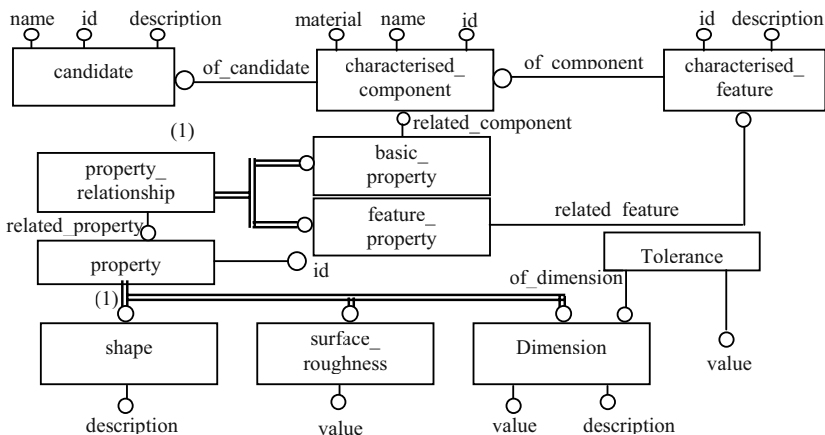 name id description
material name id
id description
candidate
of_candidate
characterised_
component
of_component
characterised_
feature
(1)
related_component
property_
relationship
basic_
property
feature_
property
related_feature
related_property
property
id
of_dimension
Tolerance
(1)
shape
surface_
roughness
Dimension
value
description
value
value
description